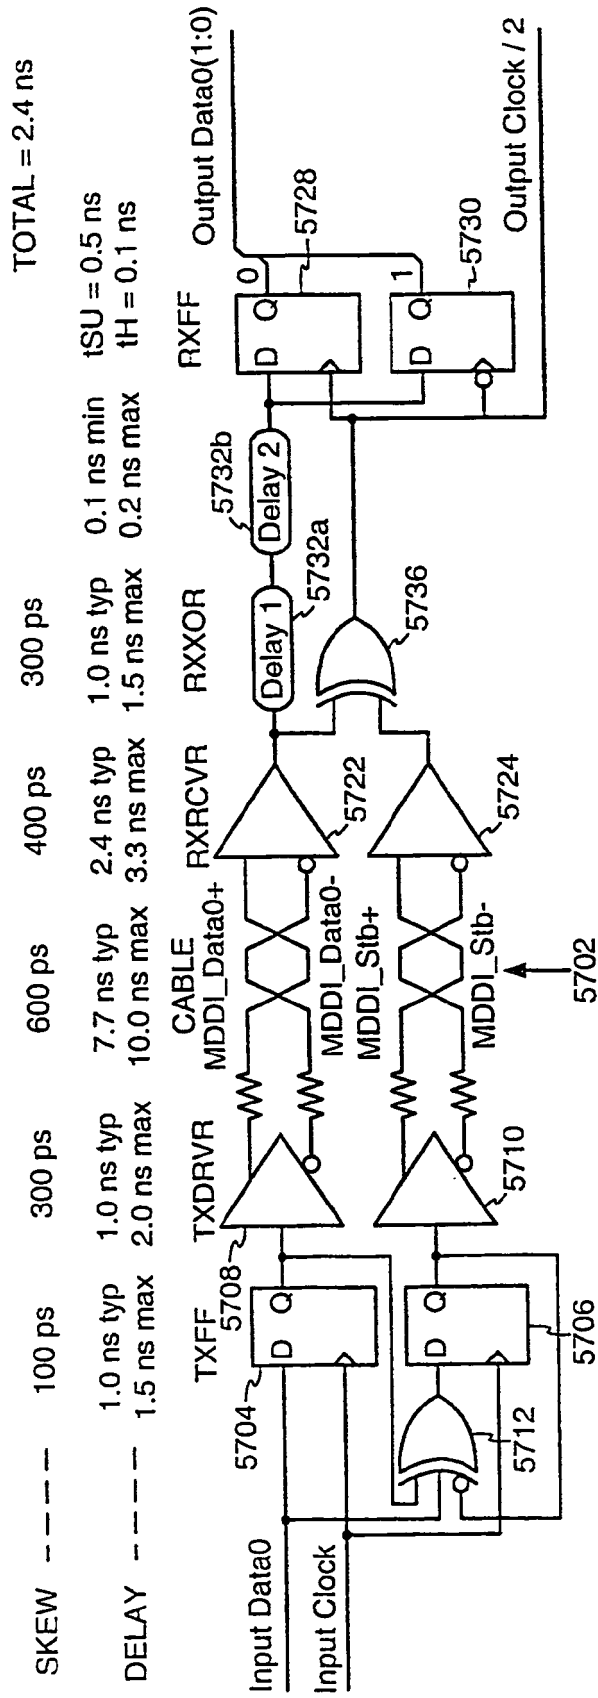 SKEW ---- 100 ps 300 ps 600 ps 400 ps 300 ps TOTAL = 2.4 ns
DELAY ---- 1.0 ns typ 1.0 ns typ 7.7 ns typ 2.4 ns typ 1.0 ns typ 0.1 ns min tSU = 0.5 ns
1.5 ns max 2.0 ns max 10.0 ns max 3.3 ns max 1.5 ns max 0.2 ns max tH = 0.1 ns
TXFF TXDRVR CABLE RXRCVR RXXOR RXFF
5704
5708
MDDI_Data0+
5732b
Output Data0(1:0)
Input Data0
D Q
Delay 1
Delay 2
D Q
0
5728
5732a
MDDI_Data0-
5722
Input Clock
MDDI_Stb+
5736
D Q
1
5730
D Q
5712
5706
5710
MDDI_Stb-
5724
Output Clock / 2
5702